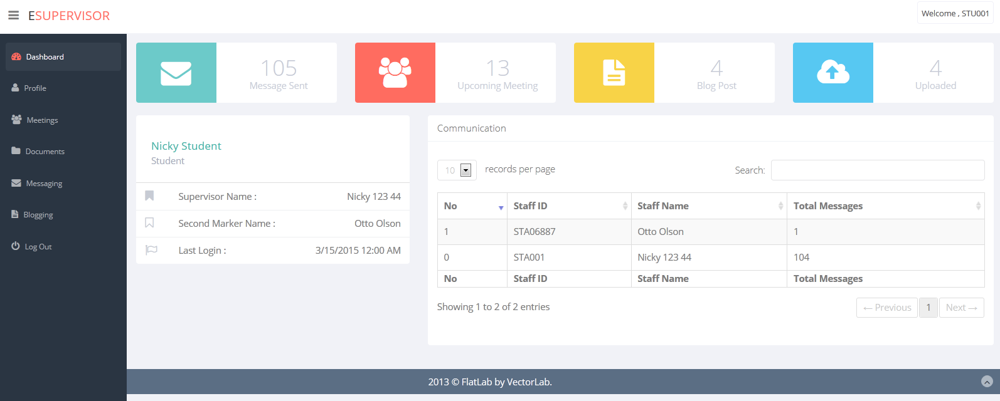 ESUPERVISOR
Welcome , STU001
Dashboard
Profile
Meetings
Documents
Messaging
Blogging
Log Out
105
Message Sent
13
Upcoming Meeting
4
Blog Post
4
Uploaded
Nicky Student
Student
Supervisor Name : Nicky 123 44
Second Marker Name : Otto Olson
Last Login : 3/15/2015 12:00 AM
Communication
10 records per page Search:
No Staff ID Staff Name Total Messages
1 STA06887 Otto Olson 1
0 STA001 Nicky 123 44 104
No Staff ID Staff Name Total Messages
Showing 1 to 2 of 2 entries
← Previous 1 Next →
2013 © FlatLab by VectorLab.